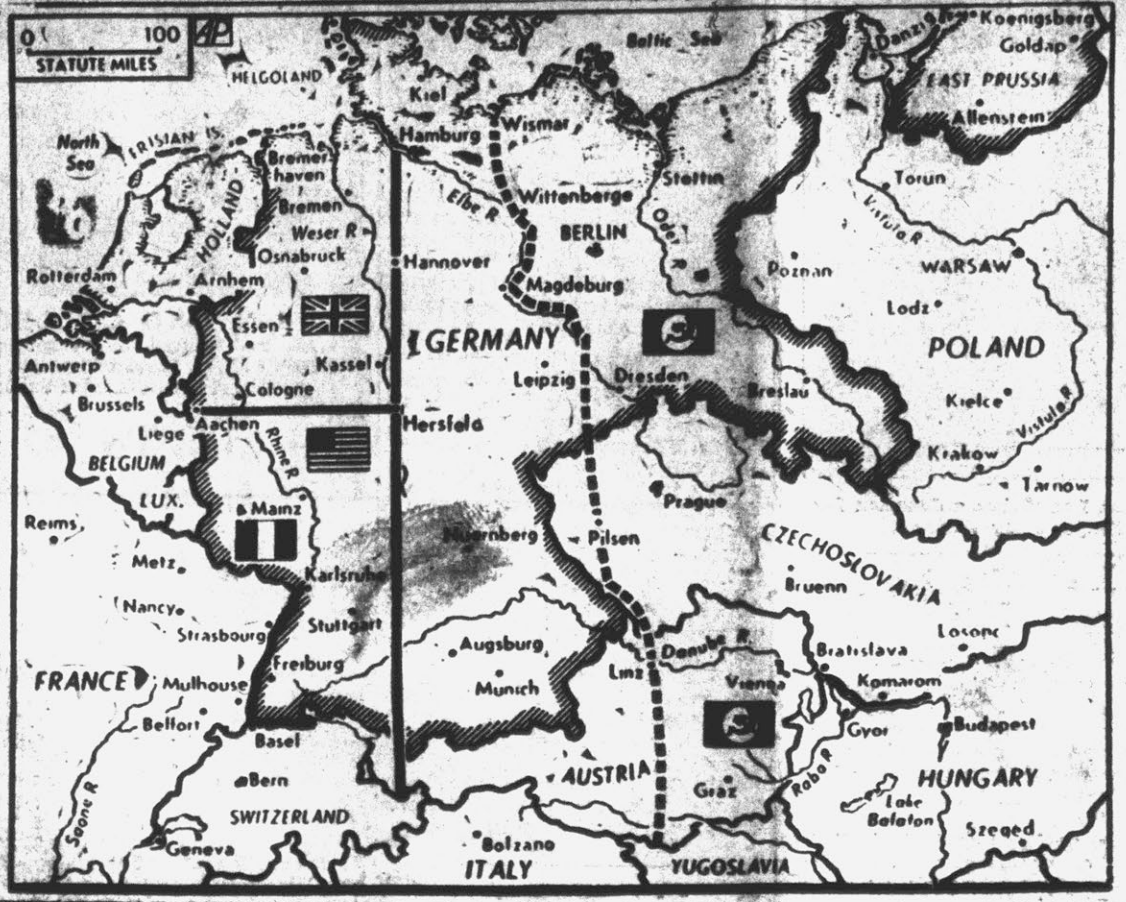 0 100
STATUTE MILES
AP
HELGOLAND
Baltic Sea
Danzig
Koenigsberg
Goldap
EAST PRUSSIA
Allenstein
Kiel
Hamburg
Wismar
North
Sea
FRISIAN IS.
Bremer
haven
Bremen
Elbe R
Wittenberge
Stettin
Torun
Vistula R
HOLLAND
Weser R
Osnabruck
BERLIN
Oder R
Hannover
Poznan
WARSAW
Rotterdam
Arnhem
Magdeburg
Lodz
Essen
GERMANY
POLAND
Antwerp
Kassel
Leipzig
Dresden
Breslau
Cologne
Brussels
Kielce
Aachen
Hersfeld
Vistula R
Liege
Rhine R
BELGIUM
Krakow
Tarnow
LUX.
Mainz
Prague
Reims
Nuernberg
Pilsen
CZECHOSLOVAKIA
Metz
Karlsruhe
Bruenn
Nancy
Stuttgart
Strasbourg
Augsburg
Danube R.
Losonc
Bratislava
Freiburg
FRANCE
Mulhouse
Munich
Linz
Vienna
Komarom
Belfort
Basel
Gyor
Budapest
Bern
AUSTRIA
Raba R
HUNGARY
Graz
Saone R
SWITZERLAND
Lake
Balaton
Geneva
Bolzano
Szeged
ITALY
YUGOSLAVIA